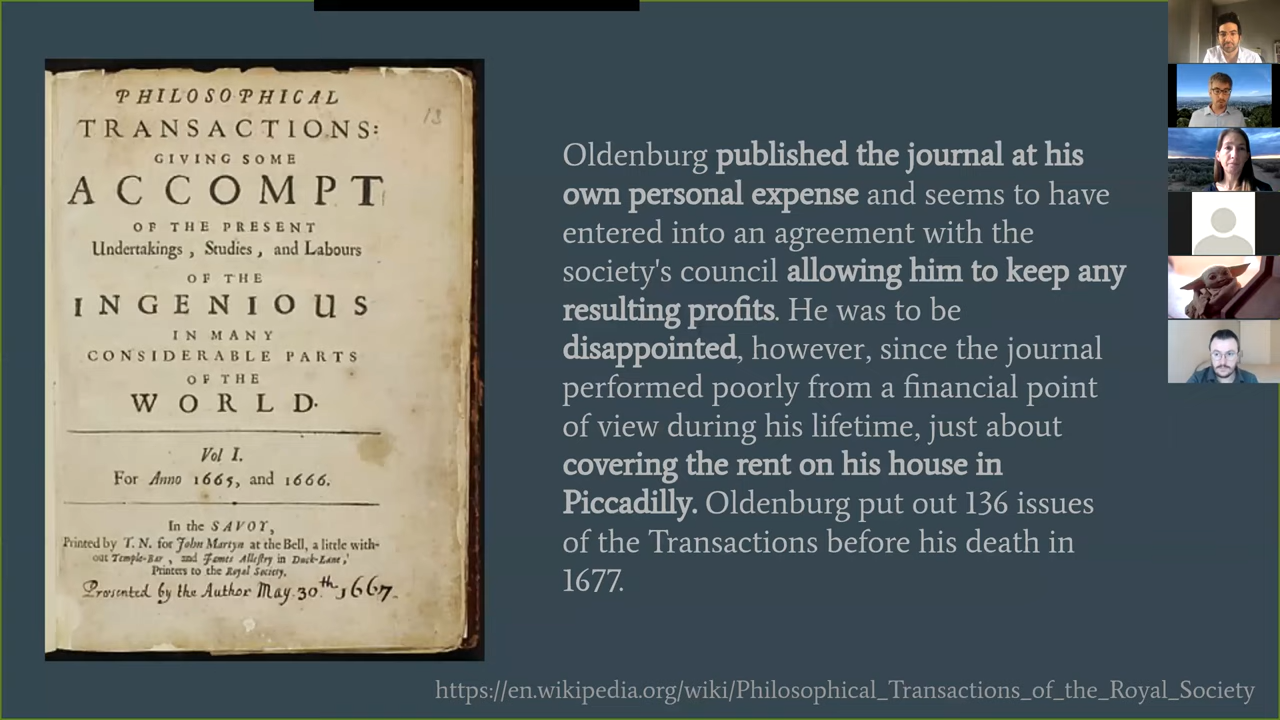 PHILOSOPHICAL
TRANSACTIONS:
GIVING SOME
ACCOMPT
OF THE PRESENT
Undertakings, Studies, and Labours
OF THE
INGENIOUS
IN MANY
CONSIDERABLE PARTS
OF THE
WORLD.
Vol I.
For Anno 1665, and 1666.
In the SAVOY,
Printed by T. N. for John Martyn at the Bell, a little with-
out Temple-Bar, and James Allestry in Duck-Lane,
Printers to the Royal Society.
Presented by the Author May. 30.th 1667.
13
Oldenburg published the journal at his
own personal expense and seems to have
entered into an agreement with the
society's council allowing him to keep any
resulting profits. He was to be
disappointed, however, since the journal
performed poorly from a financial point
of view during his lifetime, just about
covering the rent on his house in
Piccadilly. Oldenburg put out 136 issues
of the Transactions before his death in
1677.
https://en.wikipedia.org/wiki/Philosophical_Transactions_of_the_Royal_Society